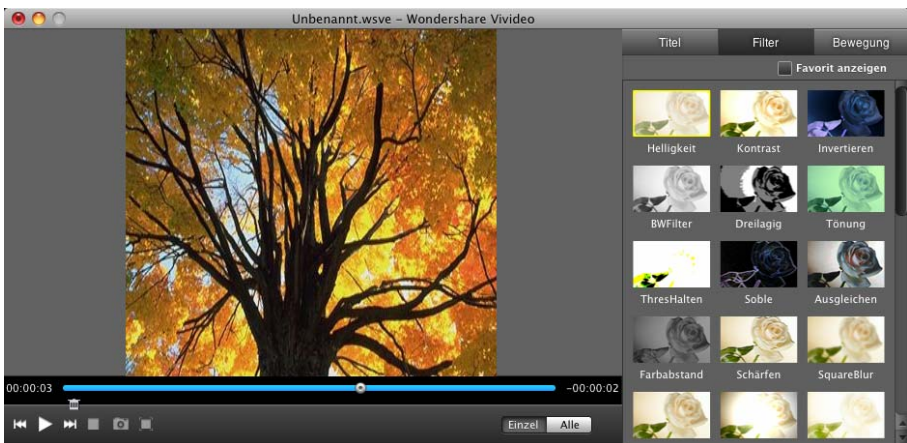 Unbenannt.wsve – Wondershare Vivideo
Titel Filter Bewegung
Favorit anzeigen
Helligkeit Kontrast Invertieren
BWFilter Dreilagig Tönung
ThresHalten Soble Ausgleichen
Farbabstand Schärfen SquareBlur
00:00:03 -00:00:02
Einzel Alle